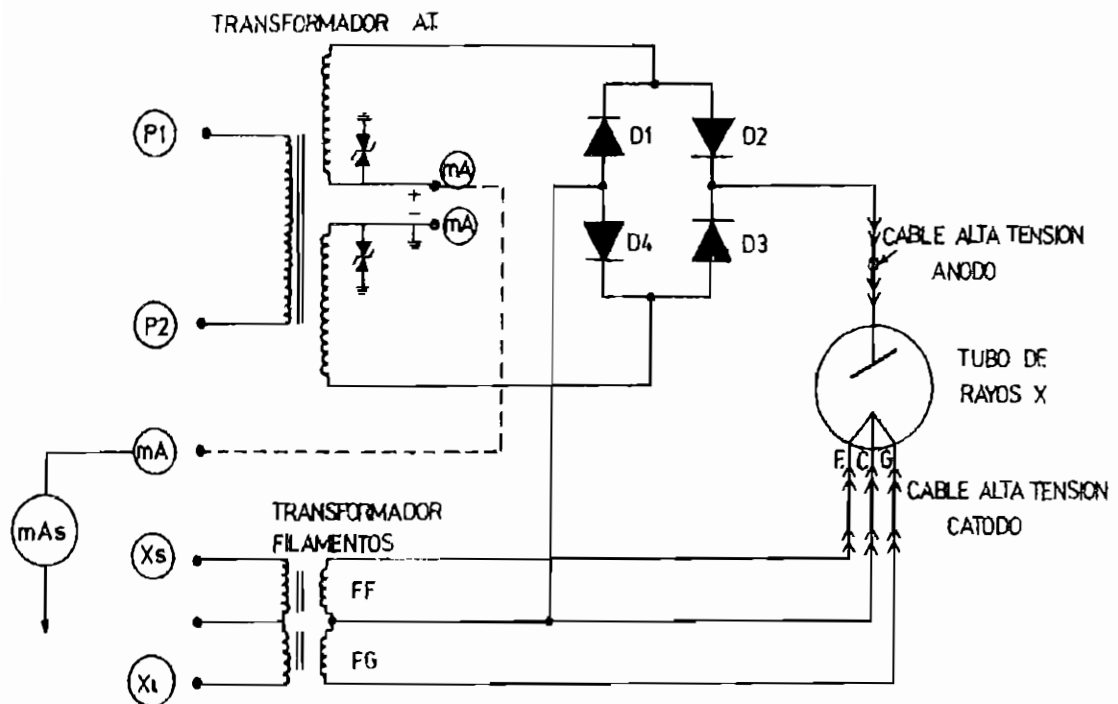 TRANSFORMADOR A.T.
P1
D1
D2
mA
+
-
mA
D4
D3
CABLE ALTA TENSION
ANODO
P2
TUBO DE
RAYOS X
mA
F. C. G
CABLE ALTA TENSION
CATODO
mAs
TRANSFORMADOR
FILAMENTOS
Xs
FF
FG
XL